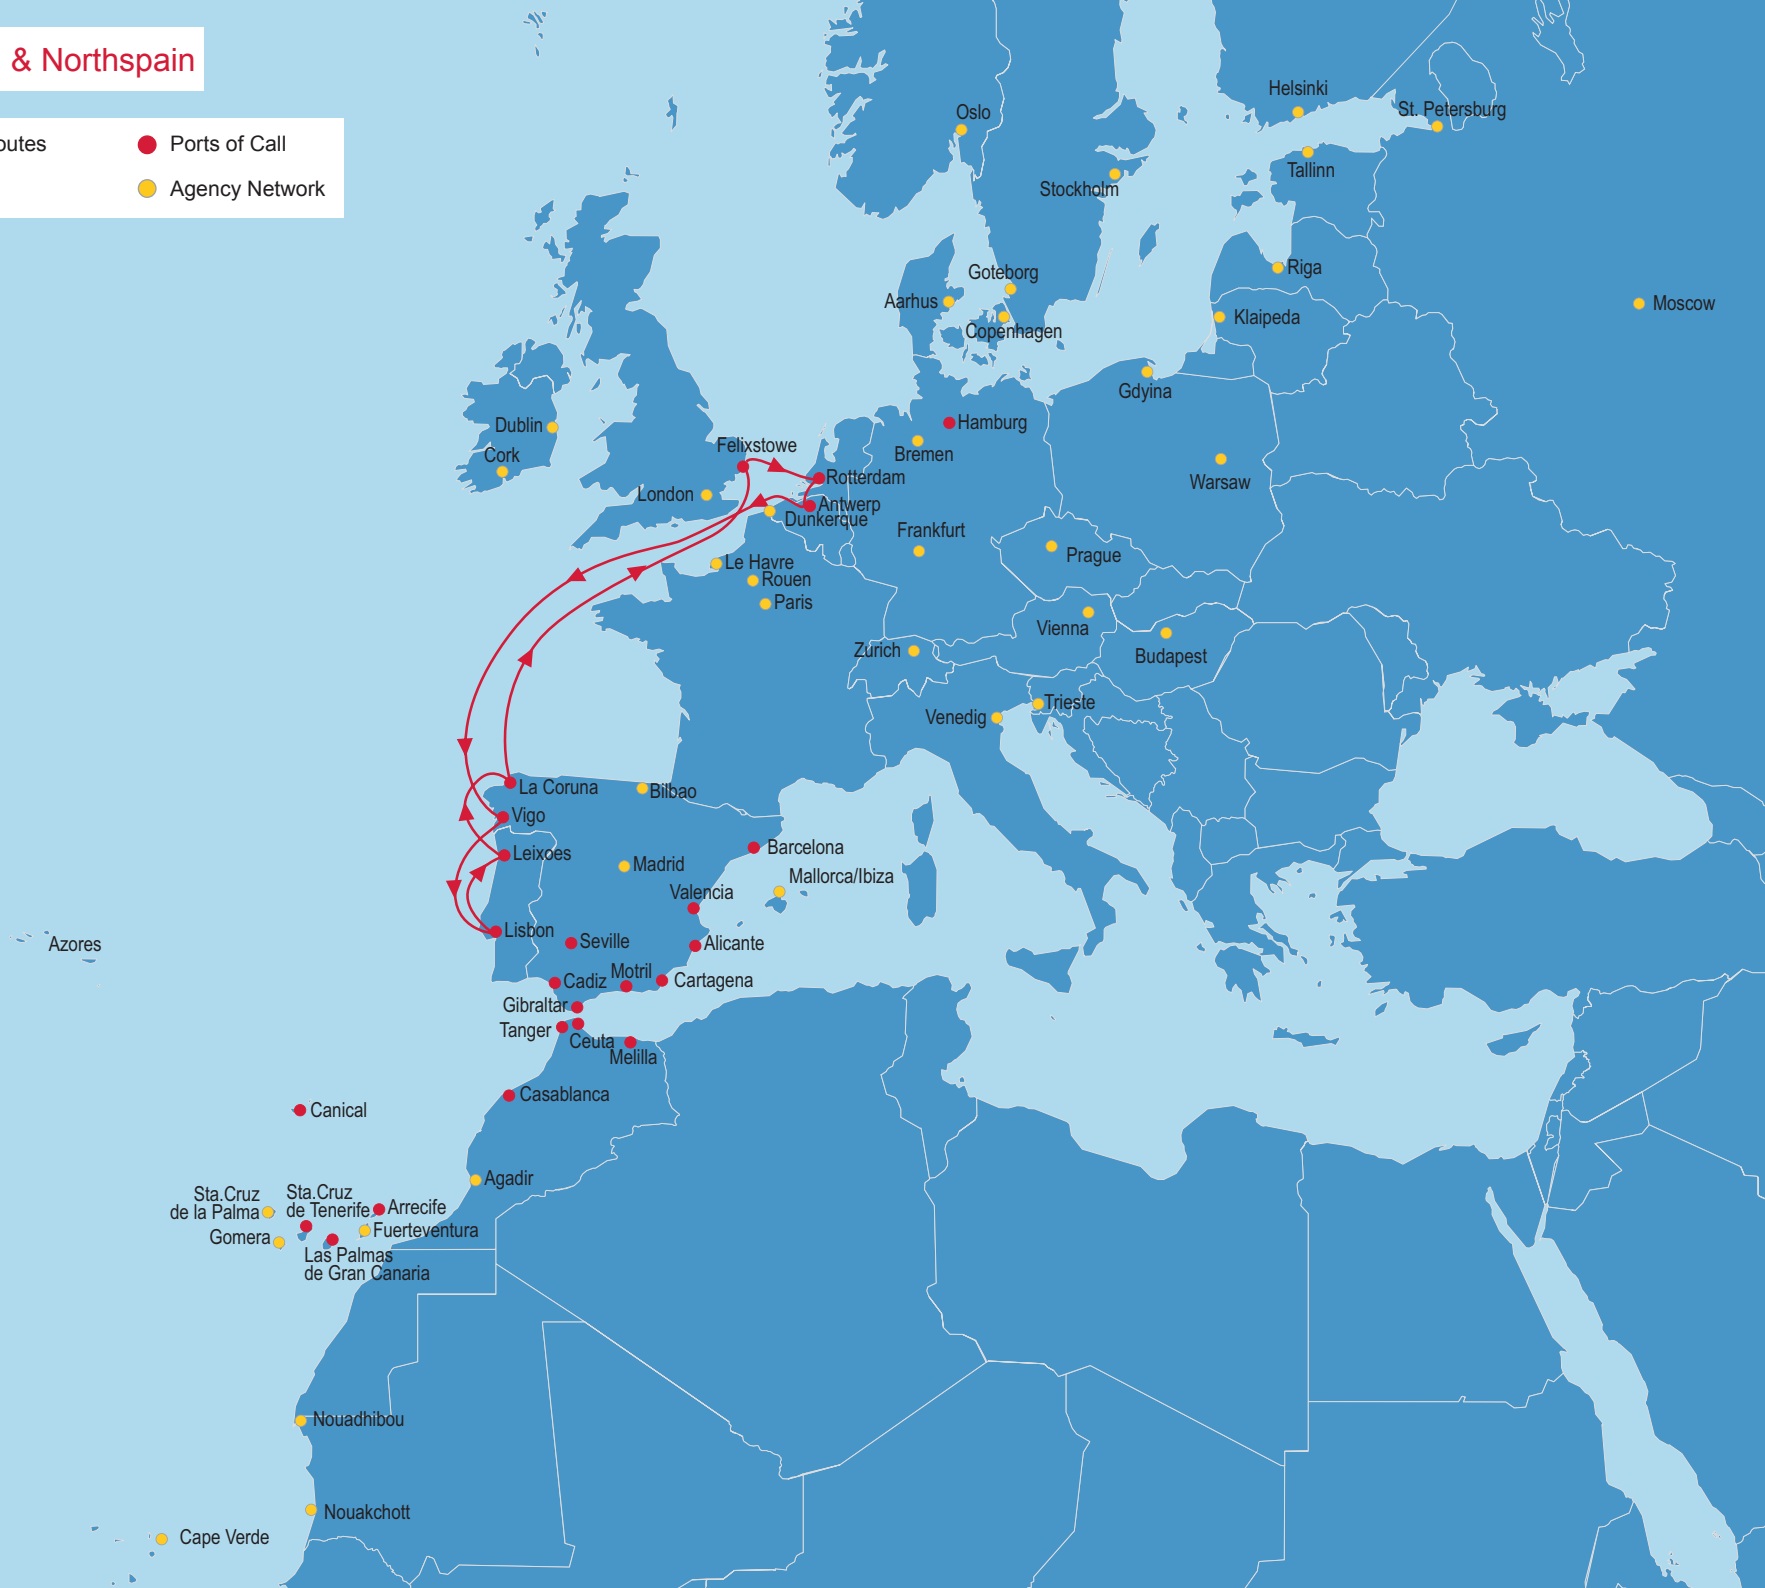 & Northspain
outes
Ports of Call
Agency Network
Helsinki
St. Petersburg
Oslo
Tallinn
Stockholm
Riga
Goteborg
Aarhus
Moscow
Klaipeda
Copenhagen
Gdyina
Dublin
Hamburg
Felixstowe
Bremen
Cork
Rotterdam
Warsaw
London
Antwerp
Dunkerque
Frankfurt
Prague
Le Havre
Rouen
Paris
Vienna
Zürich
Budapest
Trieste
Venedig
La Coruna
Bilbao
Vigo
Leixoes
Barcelona
Madrid
Mallorca/Ibiza
Valencia
Lisbon
Seville
Alicante
Azores
Motril
Cadiz
Cartagena
Gibraltar
Tanger
Ceuta
Melilla
Casablanca
Canical
Agadir
Sta.Cruz
de la Palma
Sta.Cruz
de Tenerife
Arrecife
Fuerteventura
Gomera
Las Palmas
de Gran Canaria
Nouadhibou
Nouakchott
Cape Verde